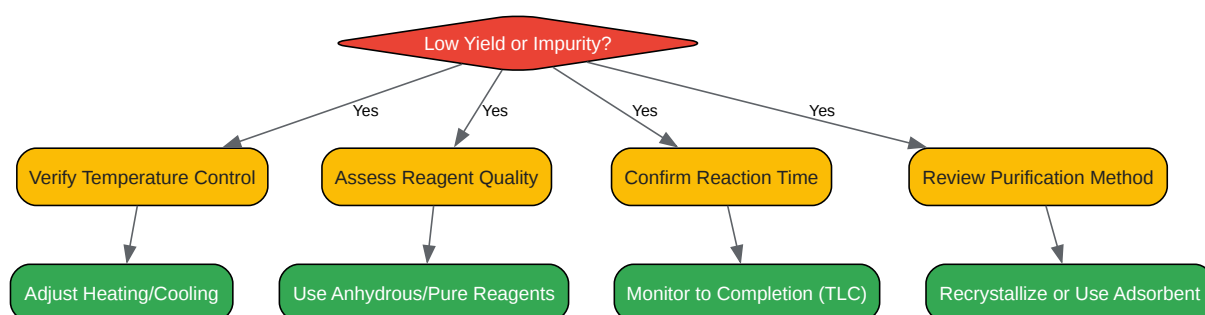 Low Yield or Impurity?
Yes
Yes
Yes
Yes
Verify Temperature Control
Assess Reagent Quality
Confirm Reaction Time
Review Purification Method
Adjust Heating/Cooling
Use Anhydrous/Pure Reagents
Monitor to Completion (TLC)
Recrystallize or Use Adsorbent